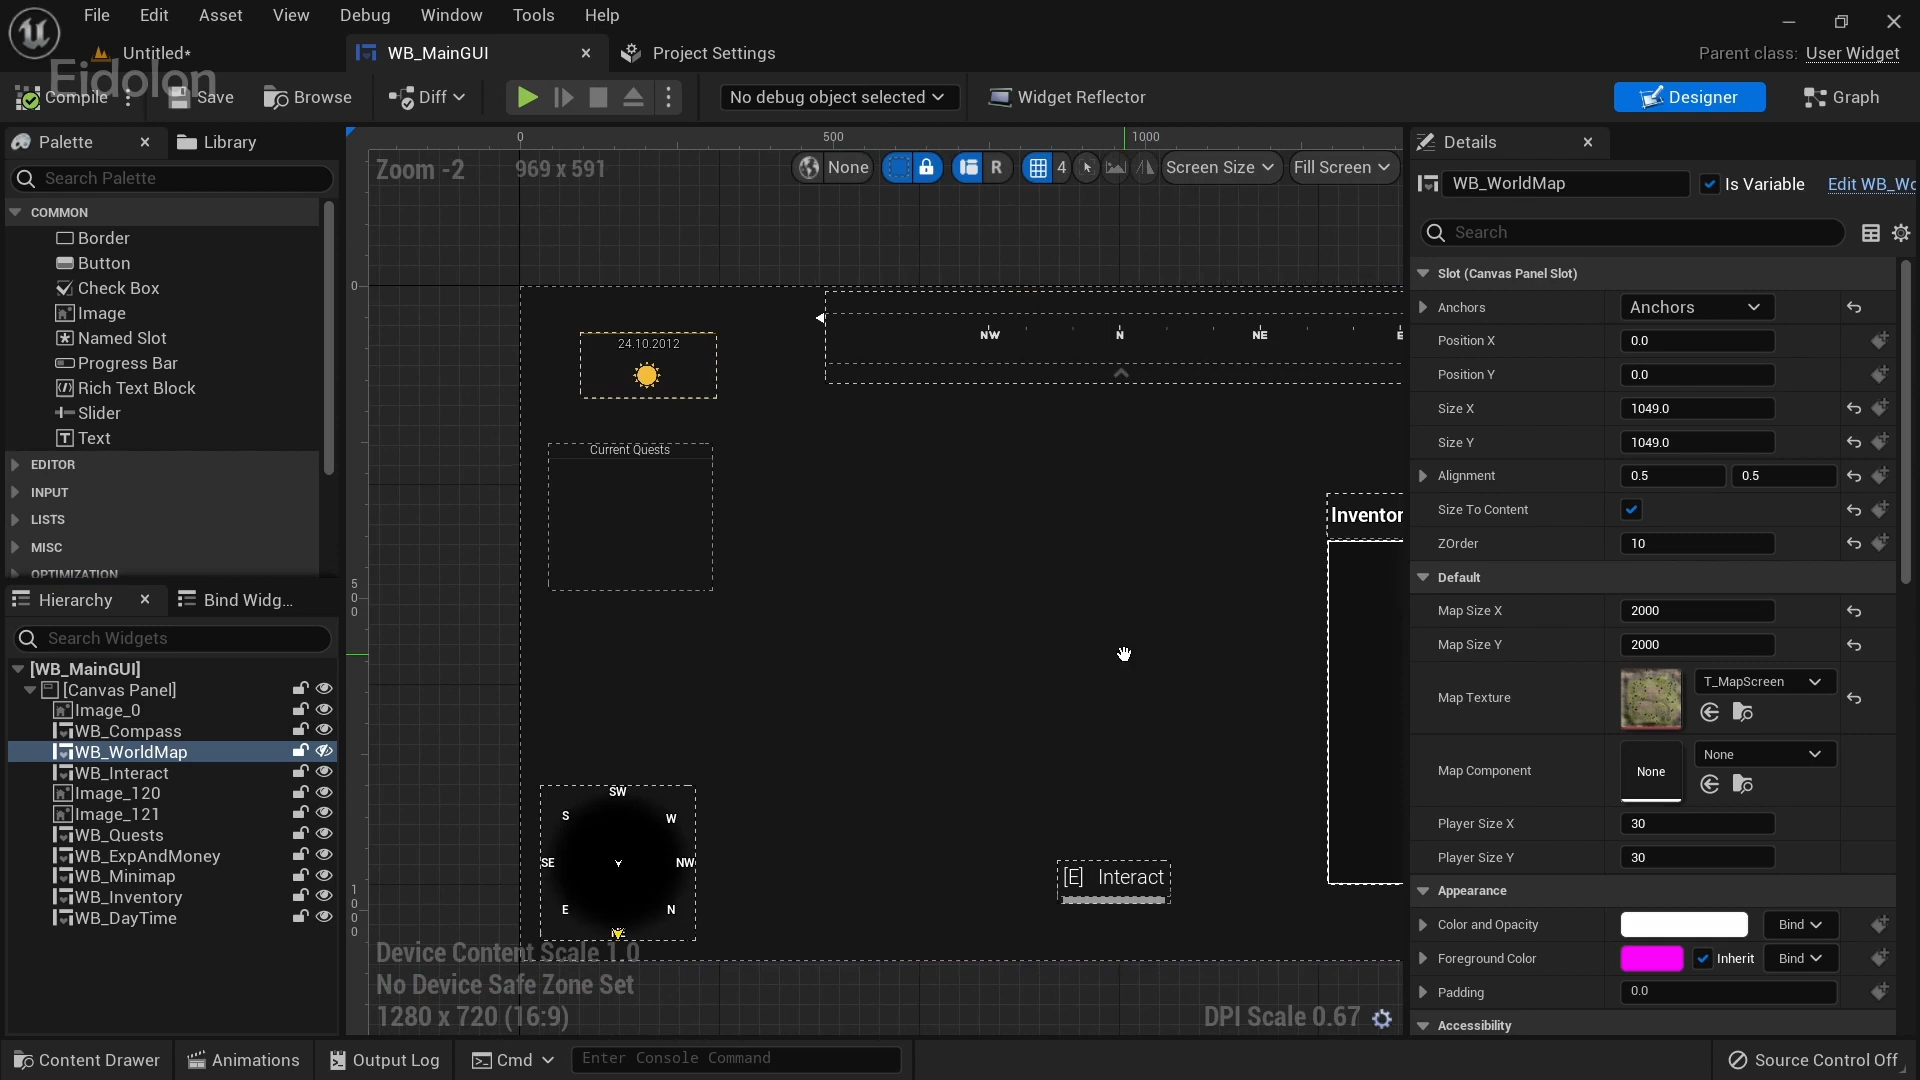 File Edit Asset View Debug Window Tools Help
Untitled* WB_MainGUI Project Settings Parent class: User Widget
Eidolon
Compile Save Browse Diff No debug object selected Widget Reflector Designer Graph
Palette Library
Search Palette
COMMON
Border
Button
Check Box
Image
Named Slot
Progress Bar
Rich Text Block
Slider
Text
EDITOR
INPUT
LISTS
MISC
OPTIMIZATION
Hierarchy Bind Widg...
Search Widgets
[WB_MainGUI]
[Canvas Panel]
Image_0
WB_Compass
WB_WorldMap
WB_Interact
Image_120
Image_121
WB_Quests
WB_ExpAndMoney
WB_Minimap
WB_Inventory
WB_DayTime
0 500 1000
Zoom -2 969 x 591 None R 4 Screen Size Fill Screen
0
500
1000
NW N NE E
24.10.2012
Current Quests
Inventor
SW
S W
SE NW
E N
[E] Interact
Device Content Scale 1.0
No Device Safe Zone Set
1280 x 720 (16:9) DPI Scale 0.67
Details
WB_WorldMap Is Variable Edit WB_Wo
Search
Slot (Canvas Panel Slot)
Anchors Anchors
Position X 0.0
Position Y 0.0
Size X 1049.0
Size Y 1049.0
Alignment 0.5 0.5
Size To Content
ZOrder 10
Default
Map Size X 2000
Map Size Y 2000
Map Texture T_MapScreen
Map Component None None
Player Size X 30
Player Size Y 30
Appearance
Color and Opacity Bind
Foreground Color Inherit Bind
Padding 0.0
Accessibility
Content Drawer Animations Output Log Cmd Enter Console Command Source Control Off